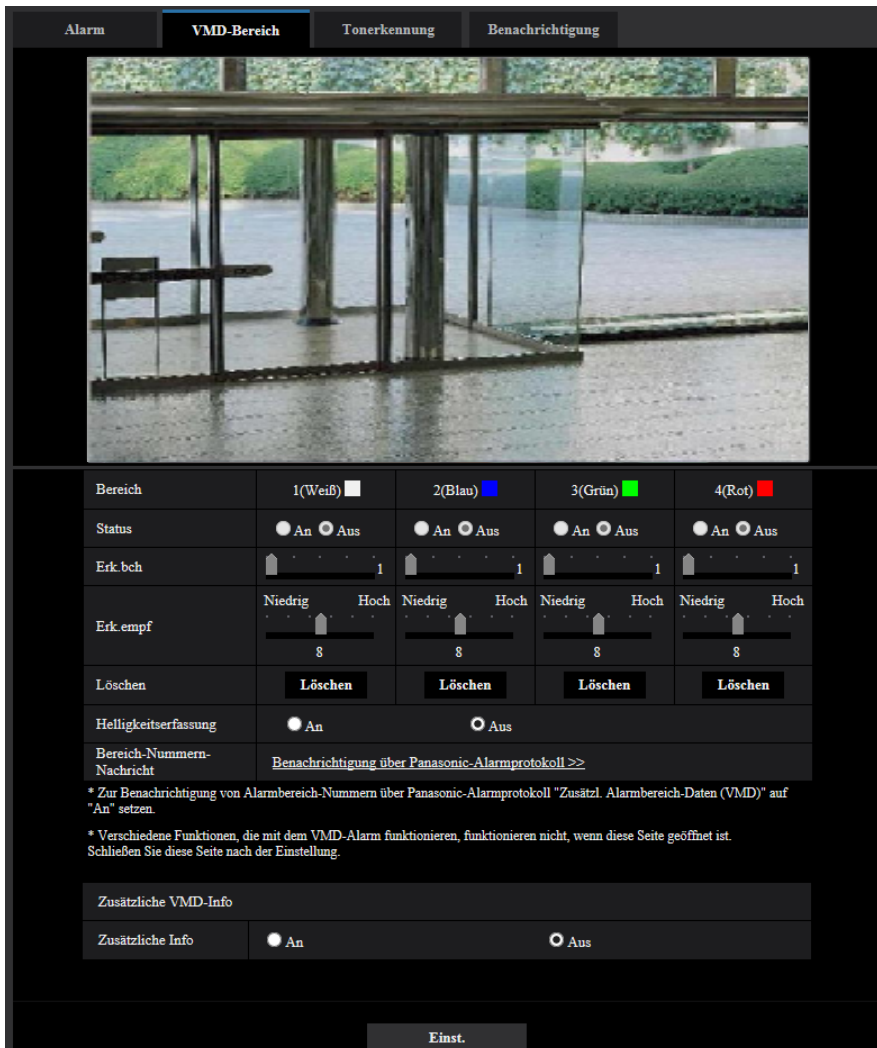 Alarm VMD-Bereich Tonerkennung Benachrichtigung
Bereich 1(Weiß) 2(Blau) 3(Grün) 4(Rot)
Status An Aus An Aus An Aus An Aus
Erk.bch 1 1 1 1
Niedrig Hoch Niedrig Hoch Niedrig Hoch Niedrig Hoch
Erk.empf
8 8 8 8
Löschen Löschen Löschen Löschen Löschen
Helligkeitserfassung An Aus
Bereich-Nummern-
Nachricht
Benachrichtigung über Panasonic-Alarmprotokoll >>
* Zur Benachrichtigung von Alarmbereich-Nummern über Panasonic-Alarmprotokoll "Zusätzl. Alarmbereich-Daten (VMD)" auf
"An" setzen.
* Verschiedene Funktionen, die mit dem VMD-Alarm funktionieren, funktionieren nicht, wenn diese Seite geöffnet ist.
Schließen Sie diese Seite nach der Einstellung.
Zusätzliche VMD-Info
Zusätzliche Info An Aus
Einst.